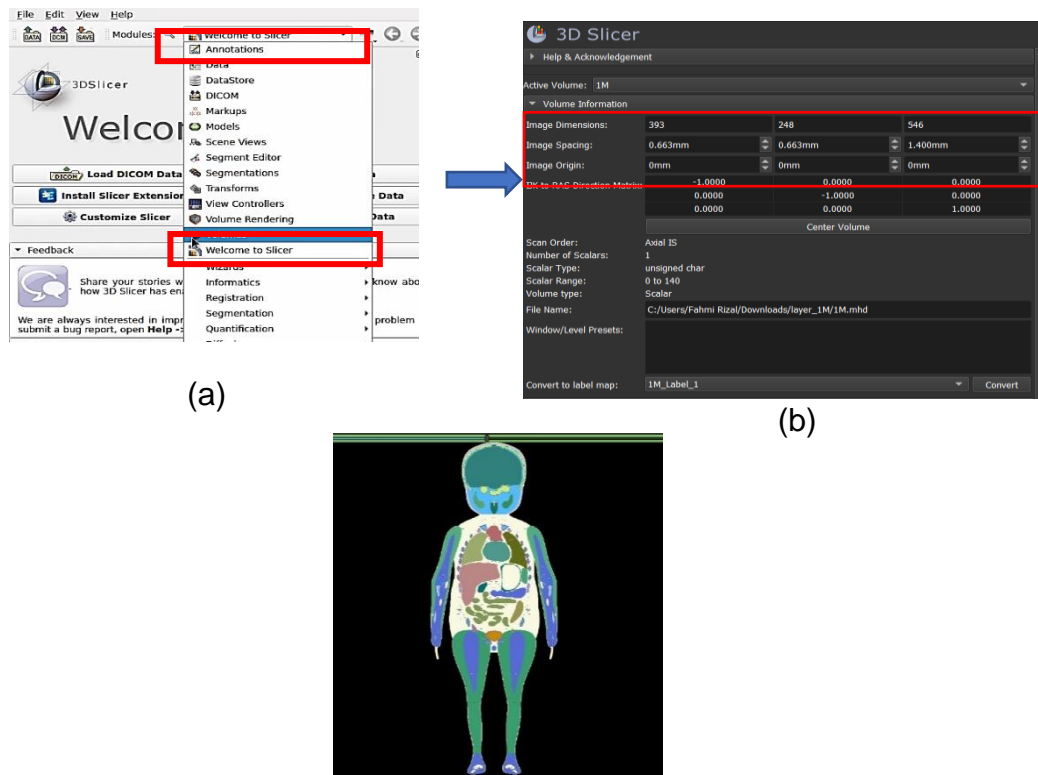 File Edit View Help
DATA DCM SAVE Modules: Welcome to Slicer
Annotations
Data
DataStore
DICOM
Markups
Models
Scene Views
Segment Editor
Segmentations
Transforms
View Controllers
Volume Rendering
Welcome to Slicer
Wizards
Informatics
Registration
Segmentation
Quantification
3DSlicer
Welco
DICOM Load DICOM Data
Install Slicer Extension
Data
Customize Slicer
Data
Feedback
Share your stories w
know abo
how 3D Slicer has en
We are always interested in impr
problem
submit a bug report, open Help ->
(a)
3D Slicer
Help & Acknowledgement
Active Volume: 1M
Volume Information
Image Dimensions: 393 248 546
Image Spacing: 0.663mm 0.663mm 1.400mm
Image Origin: 0mm 0mm 0mm
to RAS Direction Matrix: -1.0000 0.0000 0.0000
0.0000 -1.0000 0.0000
0.0000 0.0000 1.0000
Center Volume
Scan Order: Axial IS
Number of Scalars: 1
Scalar Type: unsigned char
Scalar Range: 0 to 140
Volume type: Scalar
File Name: C:/Users/Fahmi Rizal/Downloads/layer_1M/1M.mhd
Window/Level Presets:
Convert to label map: 1M_Label_1 Convert
(b)